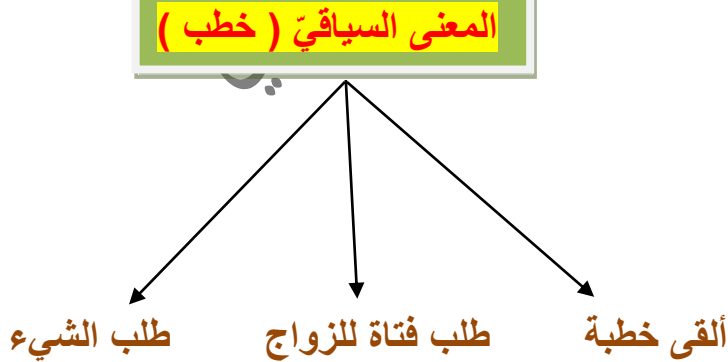 المعنى السياقيّ ( خطب )
ألقى خطبة طلب فتاة للزواج طلب الشيء